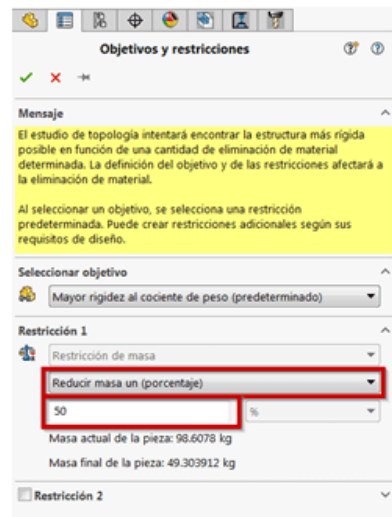 Objetivos y restricciones
Mensaje
El estudio de topología intentará encontrar la estructura más rígida
posible en función de una cantidad de eliminación de material
determinada. La definición del objetivo y de las restricciones afectará a
la eliminación de material.
Al seleccionar un objetivo, se selecciona una restricción
predeterminada. Puede crear restricciones adicionales según sus
requisitos de diseño.
Seleccionar objetivo
Mayor rigidez al cociente de peso (predeterminado)
Restricción 1
Restricción de masa
Reducir masa un (porcentaje)
50 %
Masa actual de la pieza: 98.6078 kg
Masa final de la pieza: 49.303912 kg
Restricción 2